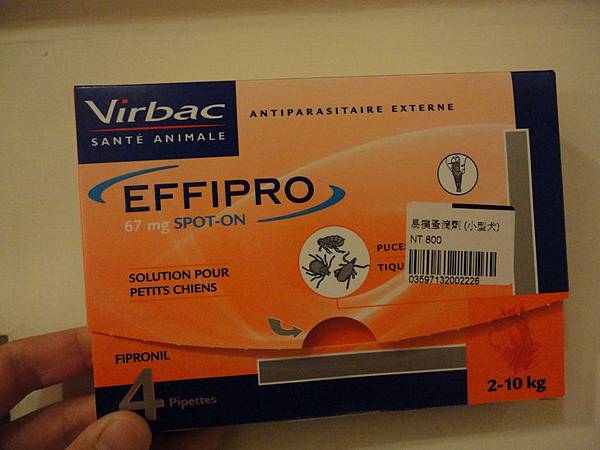 Virbac
SANTÉ ANIMALE
ANTIPARASITAIRE EXTERNE
EFFIPRO
67 mg SPOT-ON
易撲蚤滴劑 (小型犬)
NT 800
03597132002226
PUCES
TIQU
SOLUTION POUR
PETITS CHIENS
FIPRONIL
4 Pipettes
2-10 kg